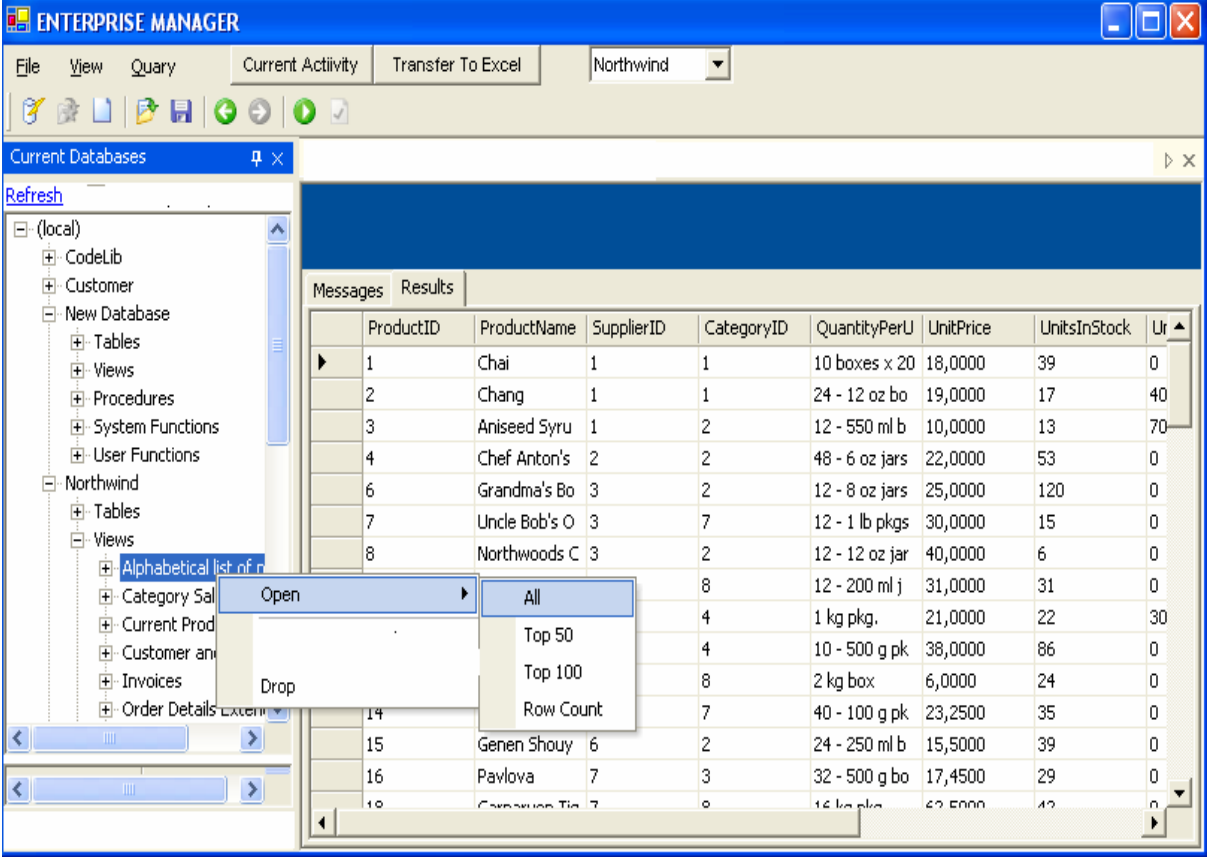 ENTERPRISE MANAGER
File View Quary Current Actiivity Transfer To Excel Northwind
Current Databases
Refresh
(local)
CodeLib
Customer
New Database
Tables
Views
Procedures
System Functions
User Functions
Northwind
Tables
Views
Alphabetical list of
Category Sal
Current Prod
Customer an
Invoices
Order Details
Open
Drop
All
Top 50
Top 100
Row Count
Messages Results
ProductID ProductName SupplierID CategoryID QuantityPerU UnitPrice UnitsInStock Ur
1 Chai 1 1 10 boxes x 20 18,0000 39 0
2 Chang 1 1 24 - 12 oz bo 19,0000 17 40
3 Aniseed Syru 1 2 12 - 550 ml b 10,0000 13 70
4 Chef Anton's 2 2 48 - 6 oz jars 22,0000 53 0
6 Grandma's Bo 3 2 12 - 8 oz jars 25,0000 120 0
7 Uncle Bob's O 3 7 12 - 1 lb pkgs 30,0000 15 0
8 Northwoods C 3 2 12 - 12 oz jar 40,0000 6 0
8 12 - 200 ml j 31,0000 31 0
4 1 kg pkg. 21,0000 22 30
4 10 - 500 g pk 38,0000 86 0
8 2 kg box 6,0000 24 0
14 7 40 - 100 g pk 23,2500 35 0
15 Genen Shouy 6 2 24 - 250 ml b 15,5000 39 0
16 Pavlova 7 3 32 - 500 g bo 17,4500 29 0